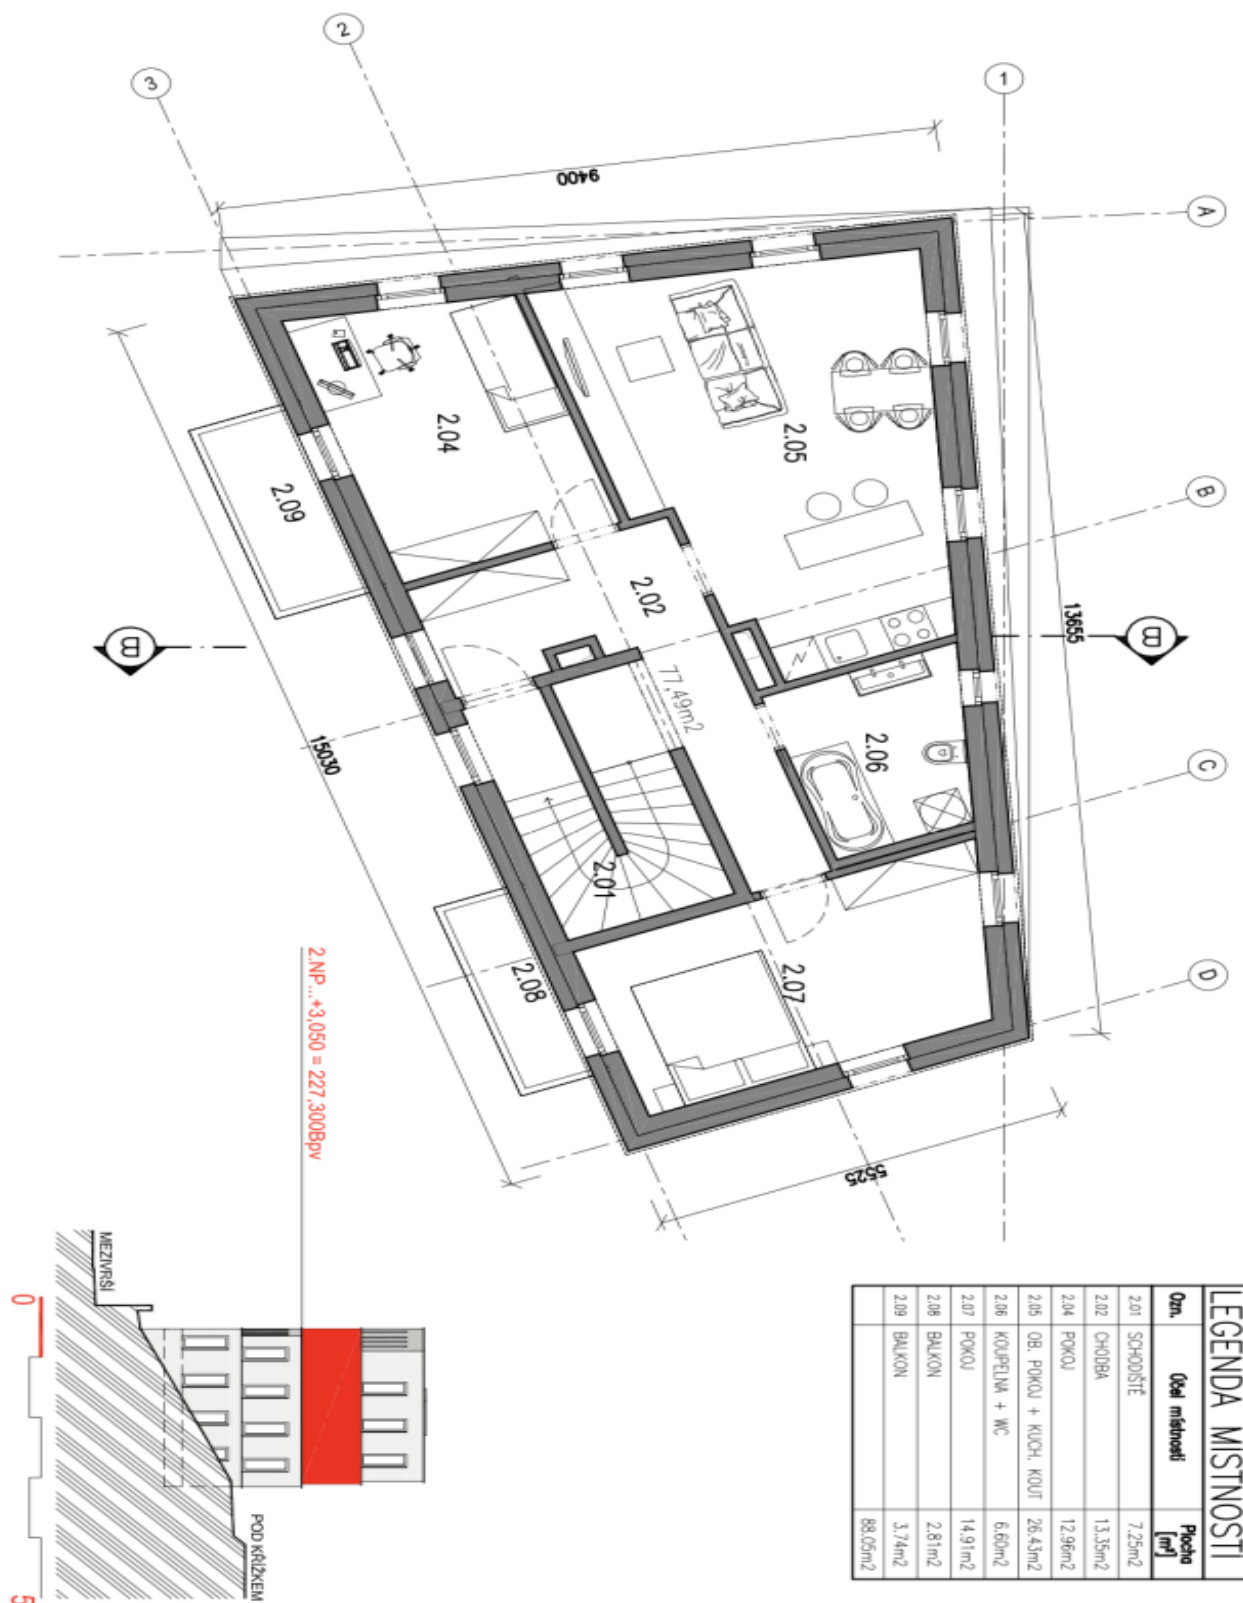 3
2
1
A
B
C
D
9400
13655
15030
5525
B
B
2.04
2.05
2.09
2.02
77,49m2
2.06
2.01
2.07
2.08
2.NP...+3,050 = 227,300Bpv
MEZIVRŠÍ
POD KŘÍŽKEM
0
5
LEGENDA MÍSTNOSTÍ
Ozn. Účel místnosti Plocha [m²]
2.01 SCHODIŠTĚ 7.25m2
2.02 CHODBA 13.35m2
2.04 POKOJ 12.96m2
2.05 OB. POKOJ + KUCH. KOUT 26.43m2
2.06 KOUPELNA + WC 6.60m2
2.07 POKOJ 14.91m2
2.08 BALKON 2.81m2
2.09 BALKON 3.74m2
88.05m2